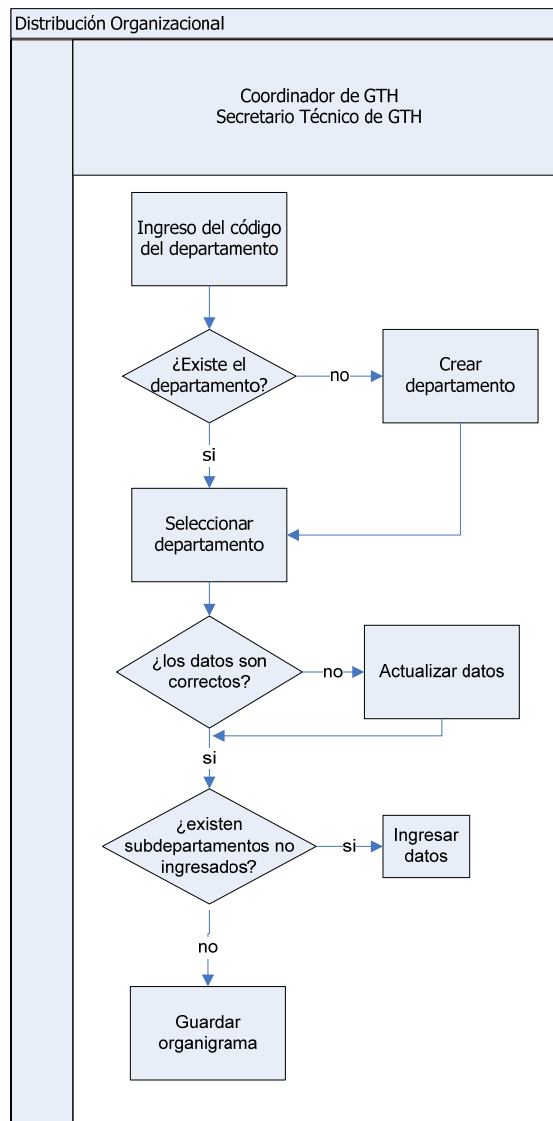 Distribución Organizacional
Coordinador de GTH
Secretario Técnico de GTH
Ingreso del código
del departamento
¿Existe el
departamento?
no
Crear
departamento
si
Seleccionar
departamento
¿los datos son
correctos?
no
Actualizar datos
si
¿existen
subdepartamentos no
ingresados?
si
Ingresar
datos
no
Guardar
organigrama